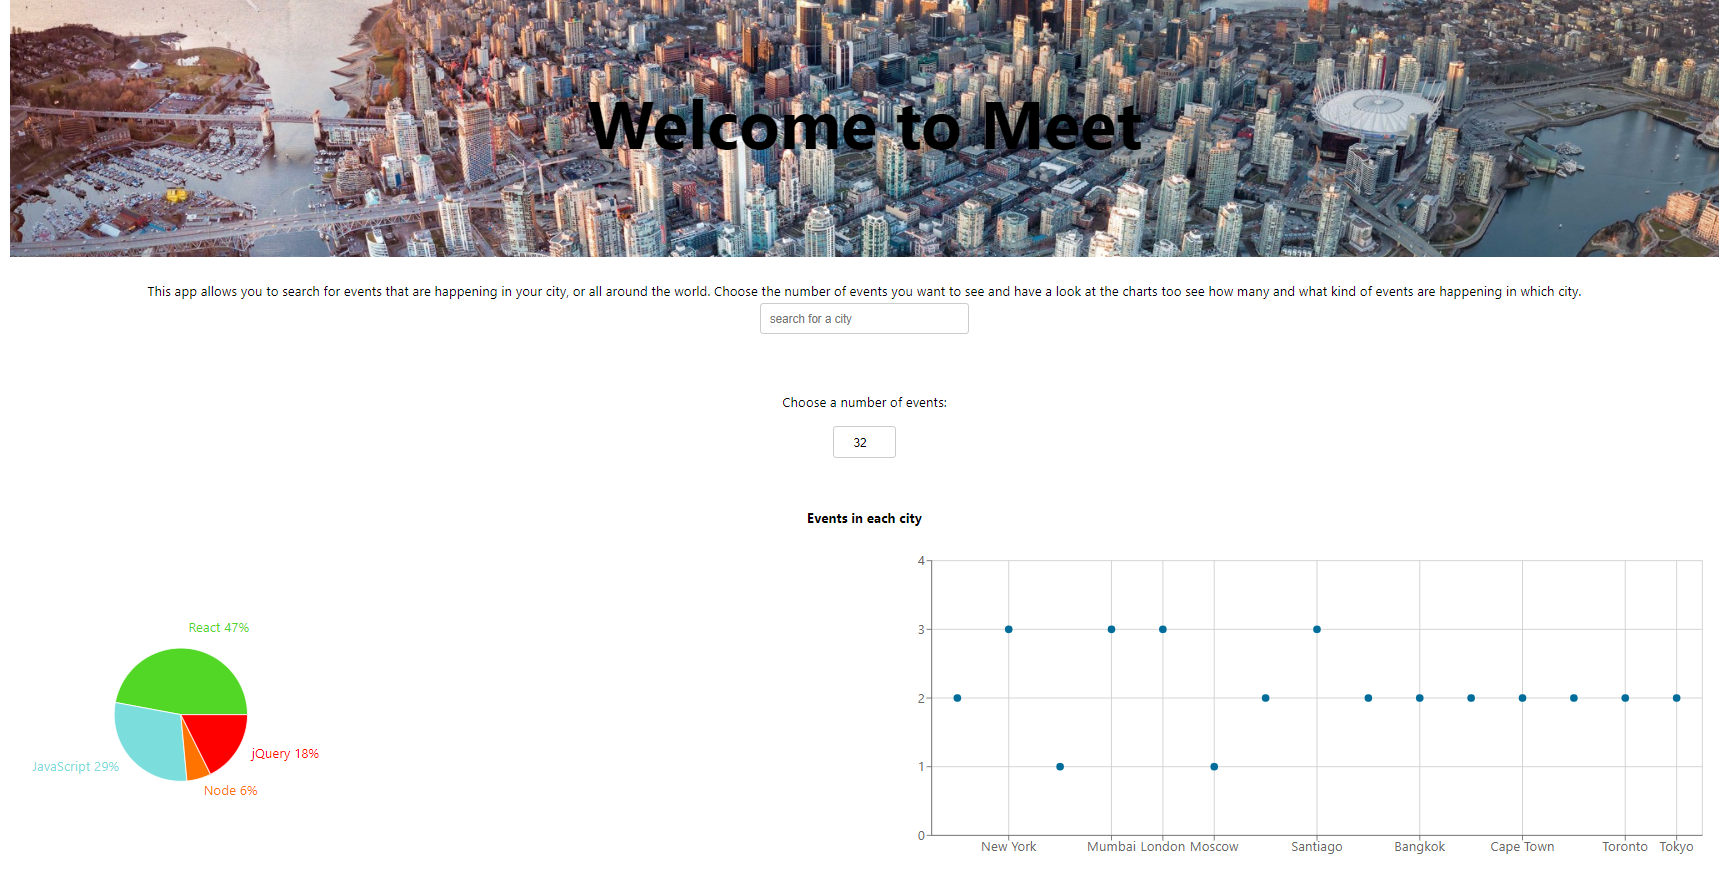 Welcome to Meet
This app allows you to search for events that are happening in your city, or all around the world. Choose the number of events you want to see and have a look at the charts too see how many and what kind of events are happening in which city.
search for a city
Choose a number of events:
32
Events in each city
React 47%
JavaScript 29%
Node 6%
jQuery 18%
4
3
2
1
0
New York Mumbai London Moscow Santiago Bangkok Cape Town Toronto Tokyo